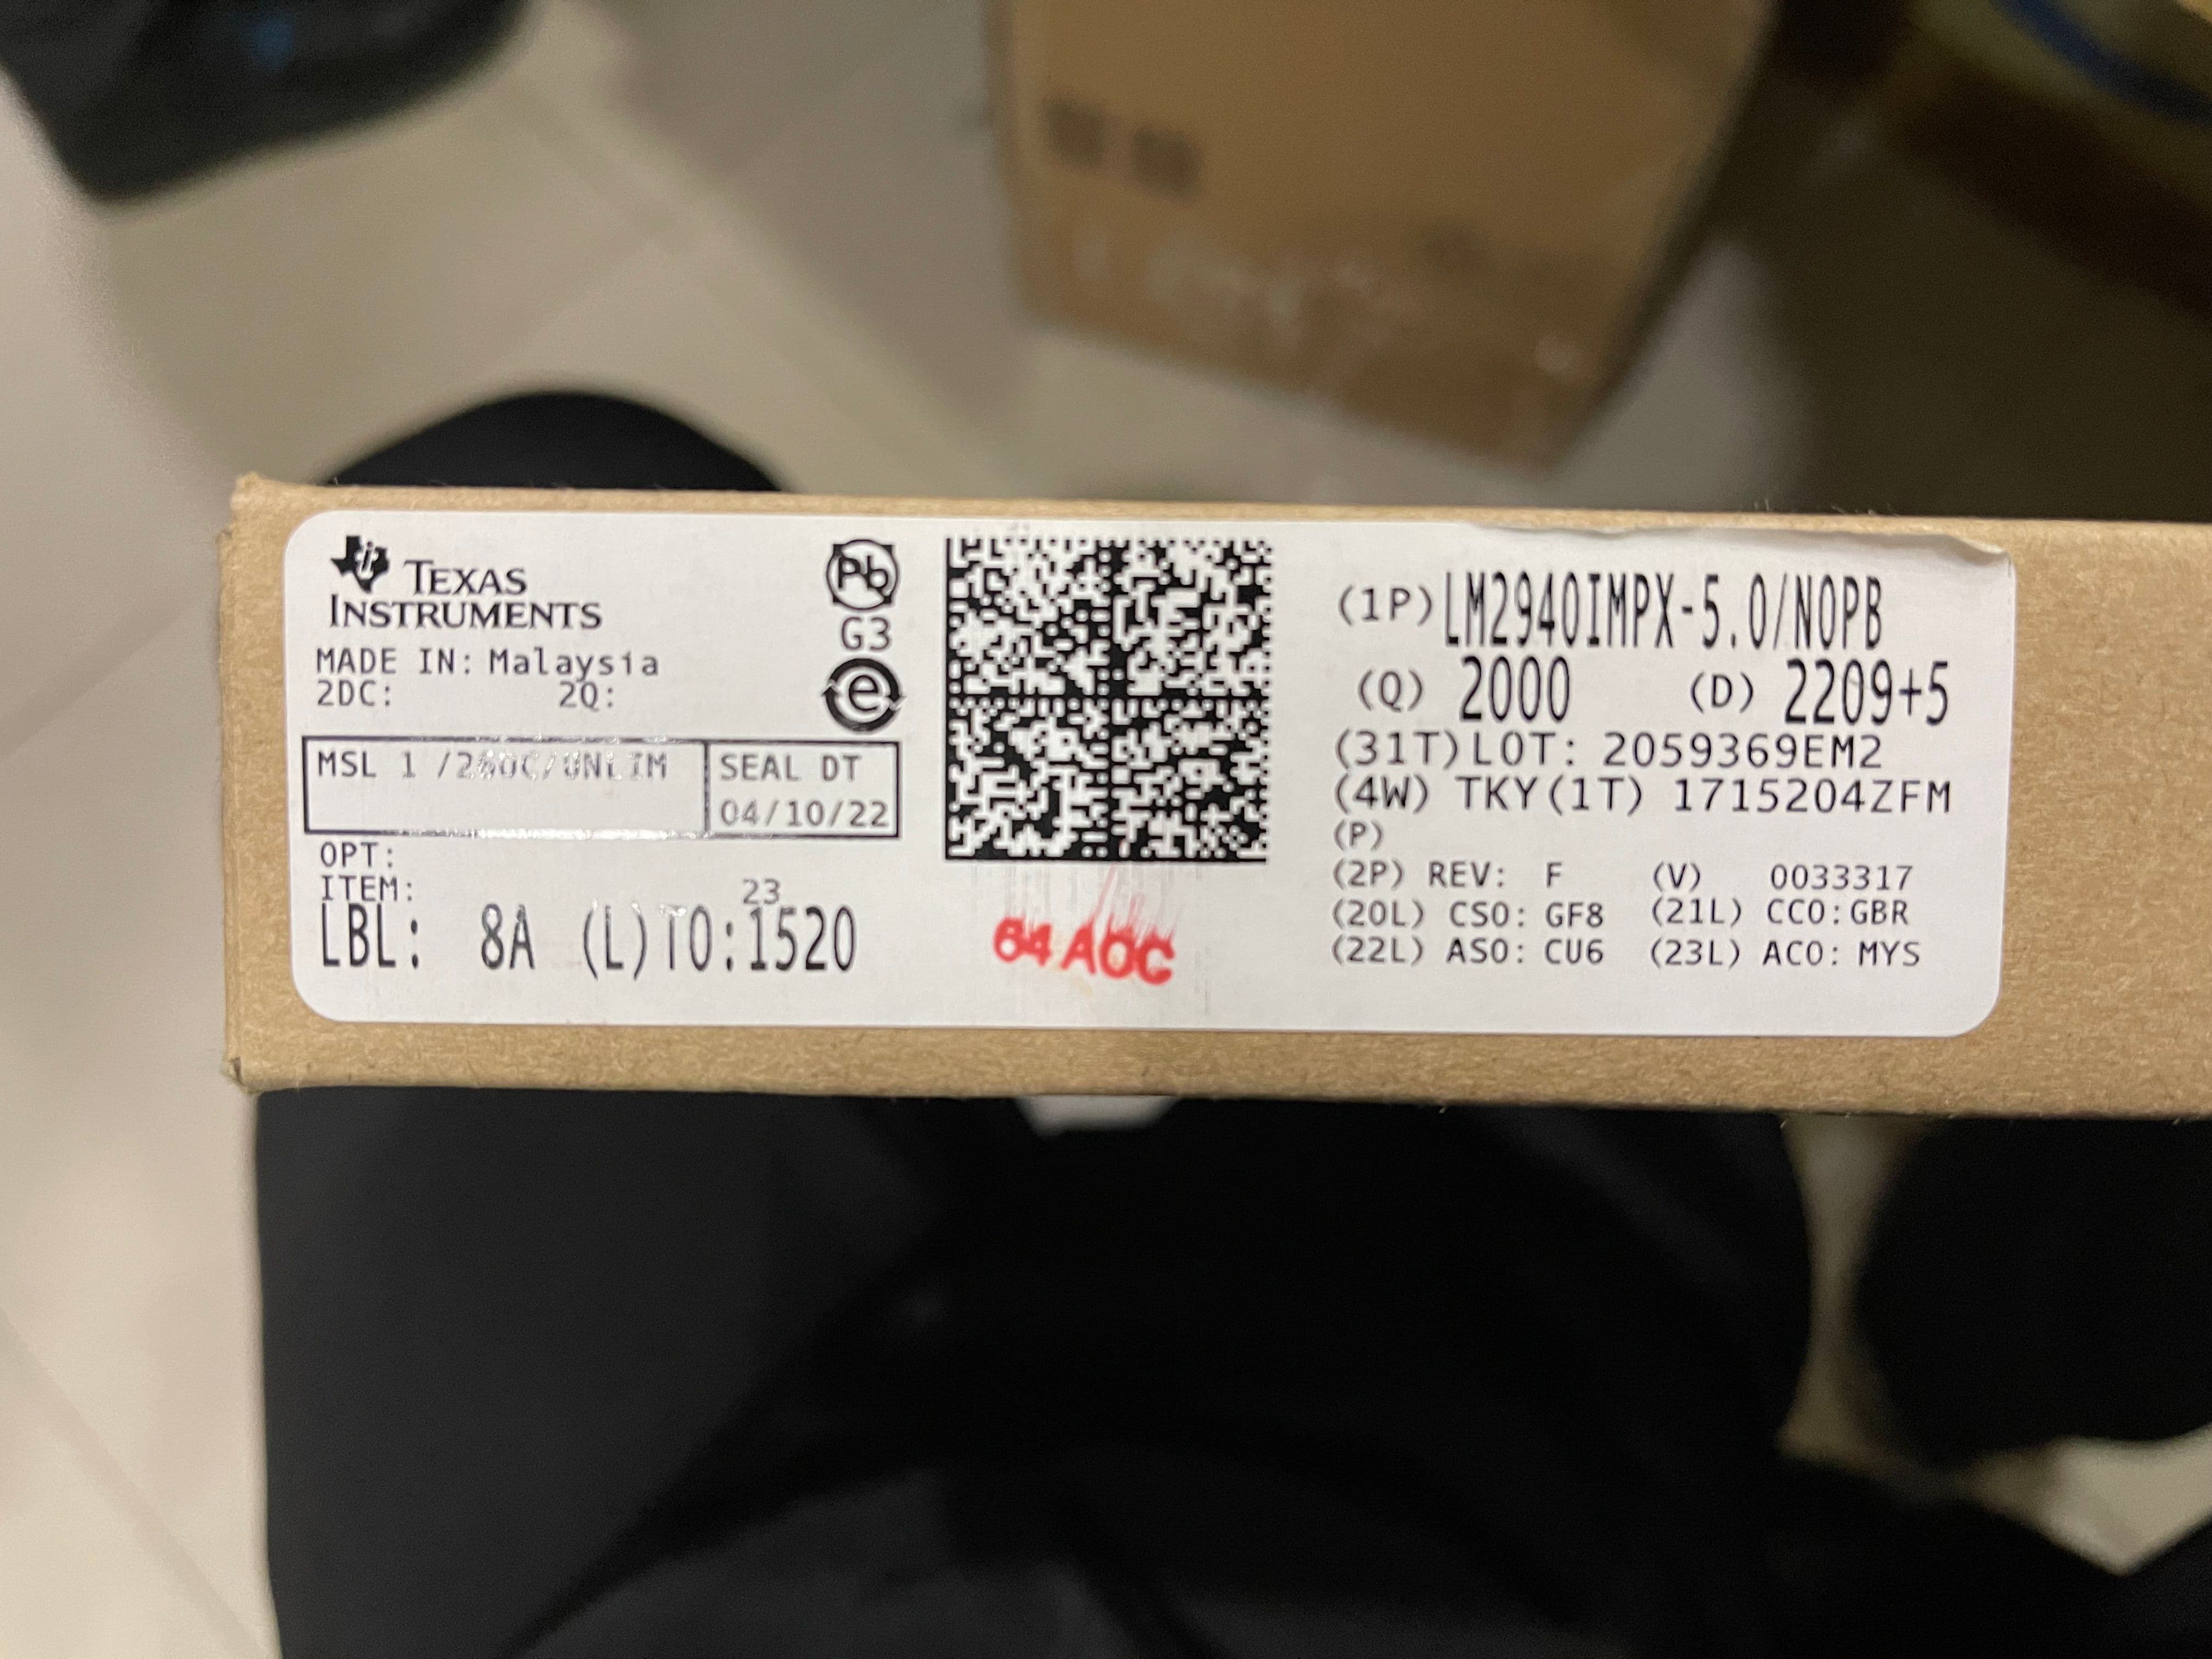 TEXAS
INSTRUMENTS
MADE IN: Malaysia
2DC: 2Q:
Pb
G3
e
MSL 1 /260C/UNLIM
SEAL DT
04/10/22
OPT:
ITEM:
23
LBL: 8A (L)TO:1520
64 AOC
(1P)LM2940IMPX-5.0/NOPB
(Q) 2000 (D) 2209+5
(31T)LOT: 2059369EM2
(4W) TKY(1T) 1715204ZFM
(P)
(2P) REV: F (V) 0033317
(20L) CSO: GF8 (21L) CCO:GBR
(22L) ASO: CU6 (23L) ACO: MYS